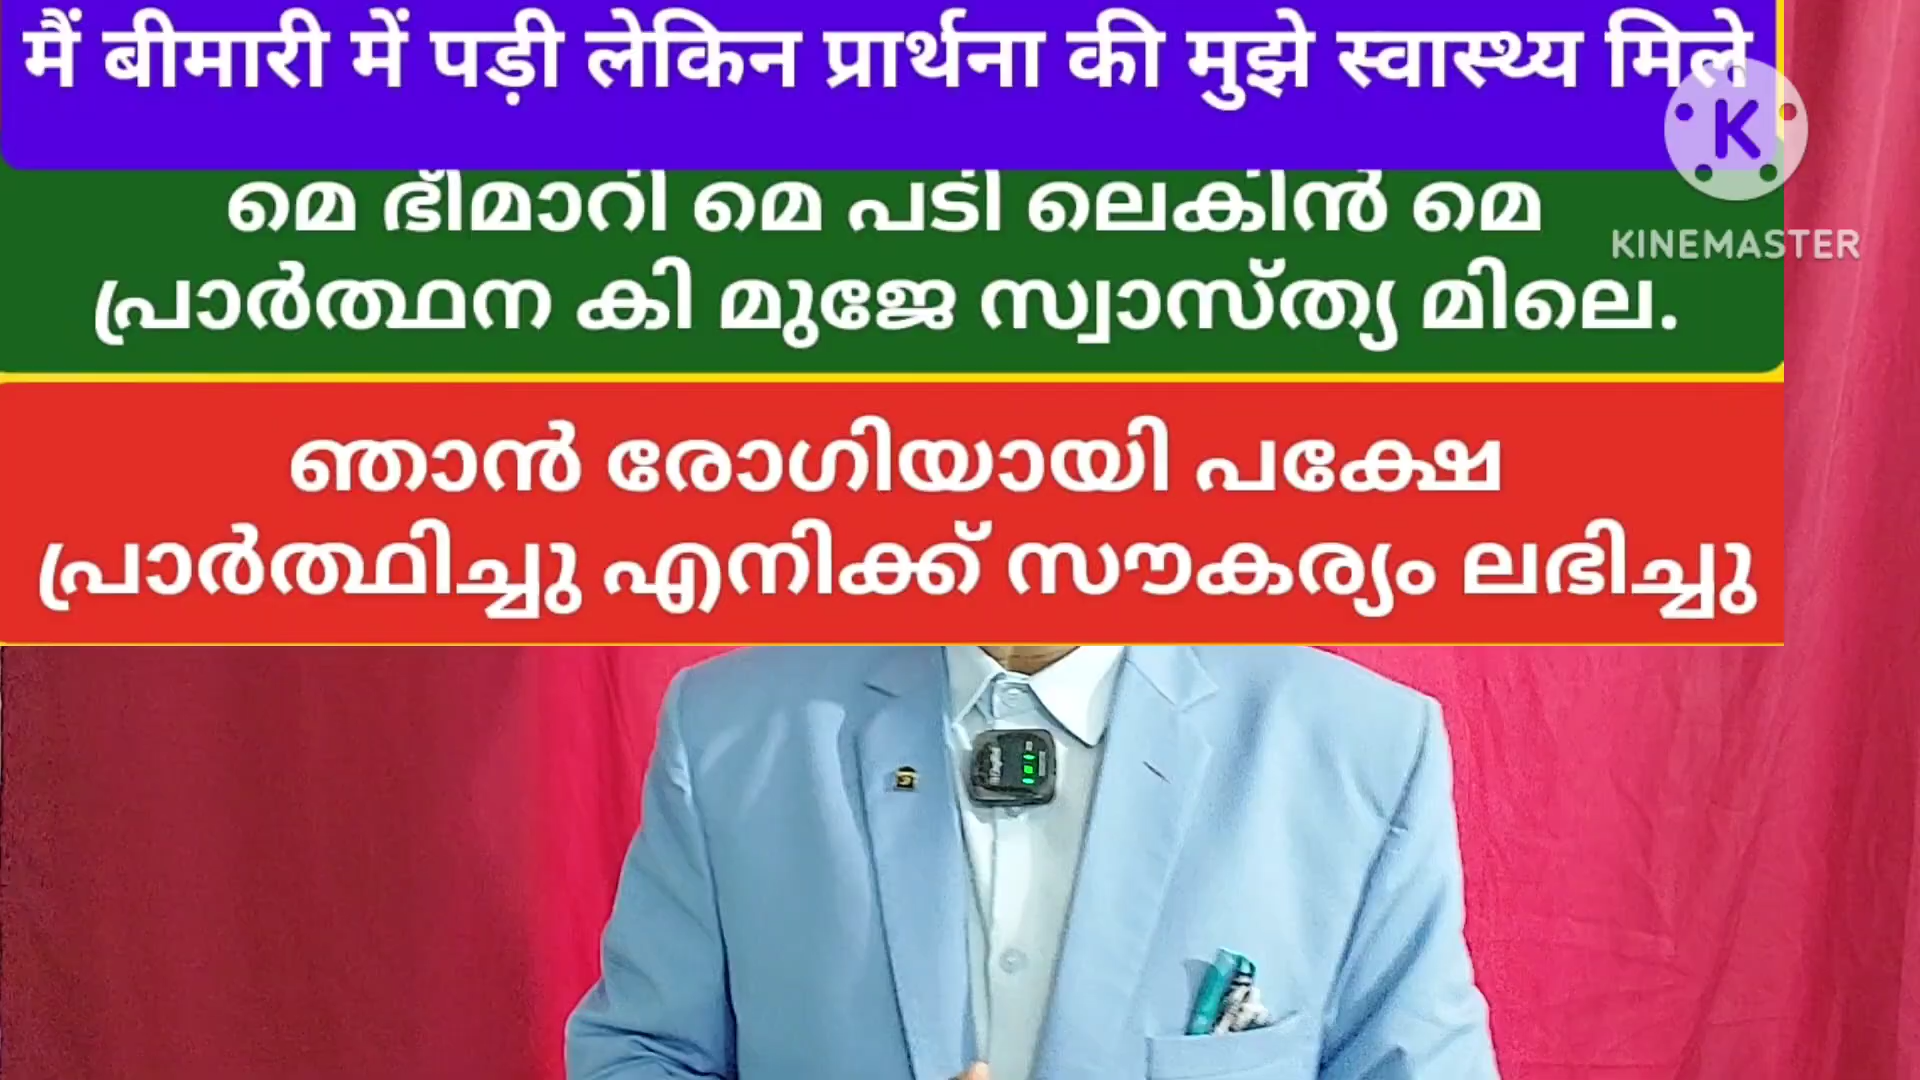 मैं बीमारी में पड़ी लेकिन प्रार्थना की मुझे स्वास्थ्य मिले
മെ ഭീമാറി മെ പടി ലെകിൻ മെ
പ്രാർത്ഥന കി മുജേ സ്വാസ്ത്യ മിലെ.
ഞാൻ രോഗിയായി പക്ഷേ
പ്രാർത്ഥിച്ചു എനിക്ക് സൗകര്യം ലഭിച്ചു
K
KINEMASTER